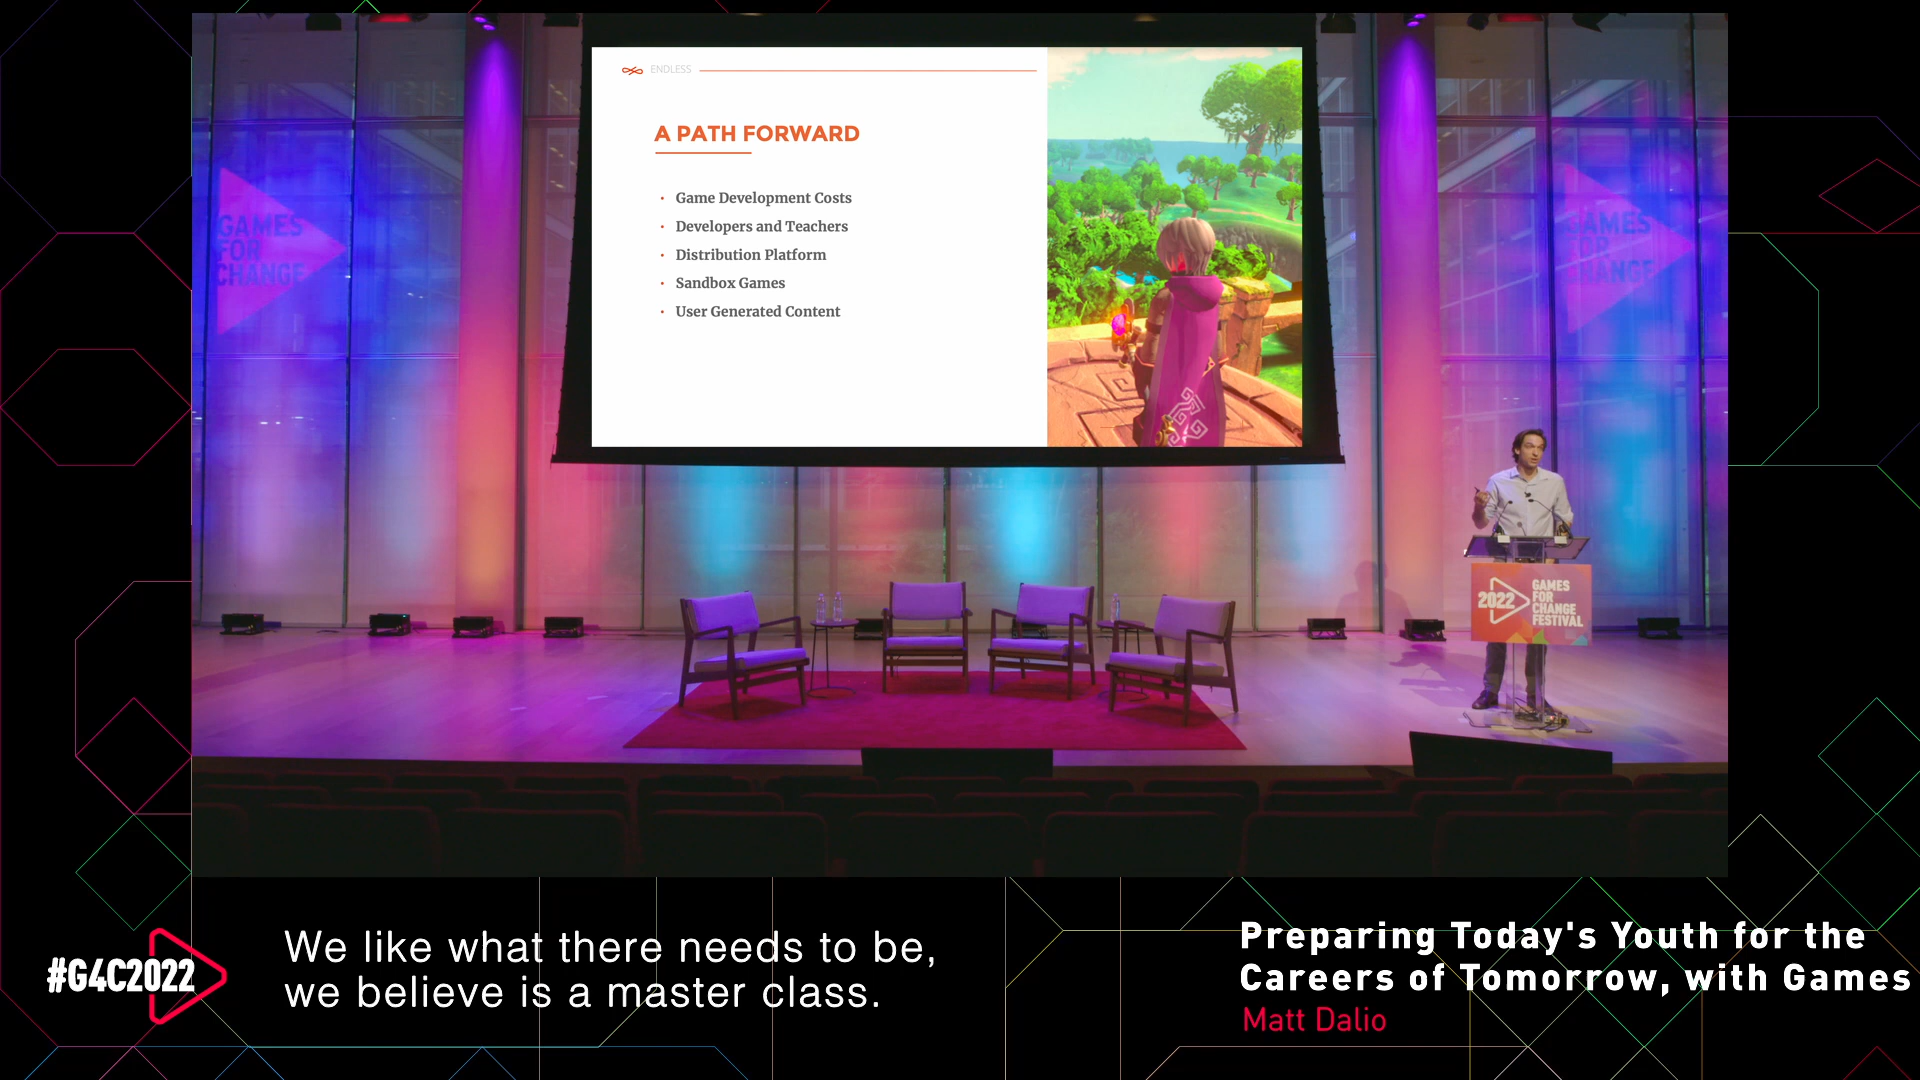 ENDLESS
A PATH FORWARD
• Game Development Costs
• Developers and Teachers
• Distribution Platform
• Sandbox Games
• User Generated Content
GAMES
FOR
CHANGE
GAMES
FOR
CHANGE
2022
GAMES
FOR
CHANGE
FESTIVAL
#G4C2022
We like what there needs to be,
we believe is a master class.
Preparing Today's Youth for the
Careers of Tomorrow, with Games
Matt Dalio